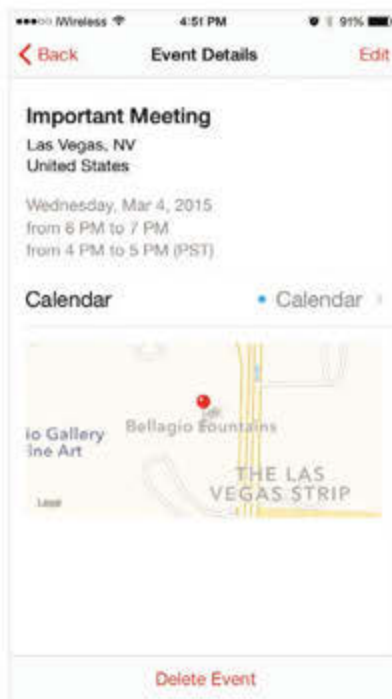 iWireless 4:51 PM 91%
Back Event Details Edit
Important Meeting
Las Vegas, NV
United States
Wednesday, Mar 4, 2015
from 6 PM to 7 PM
from 4 PM to 5 PM (PST)
Calendar • Calendar
Bellagio Fountains
io Gallery
ine Art
THE LAS
VEGAS STRIP
Legal
Delete Event